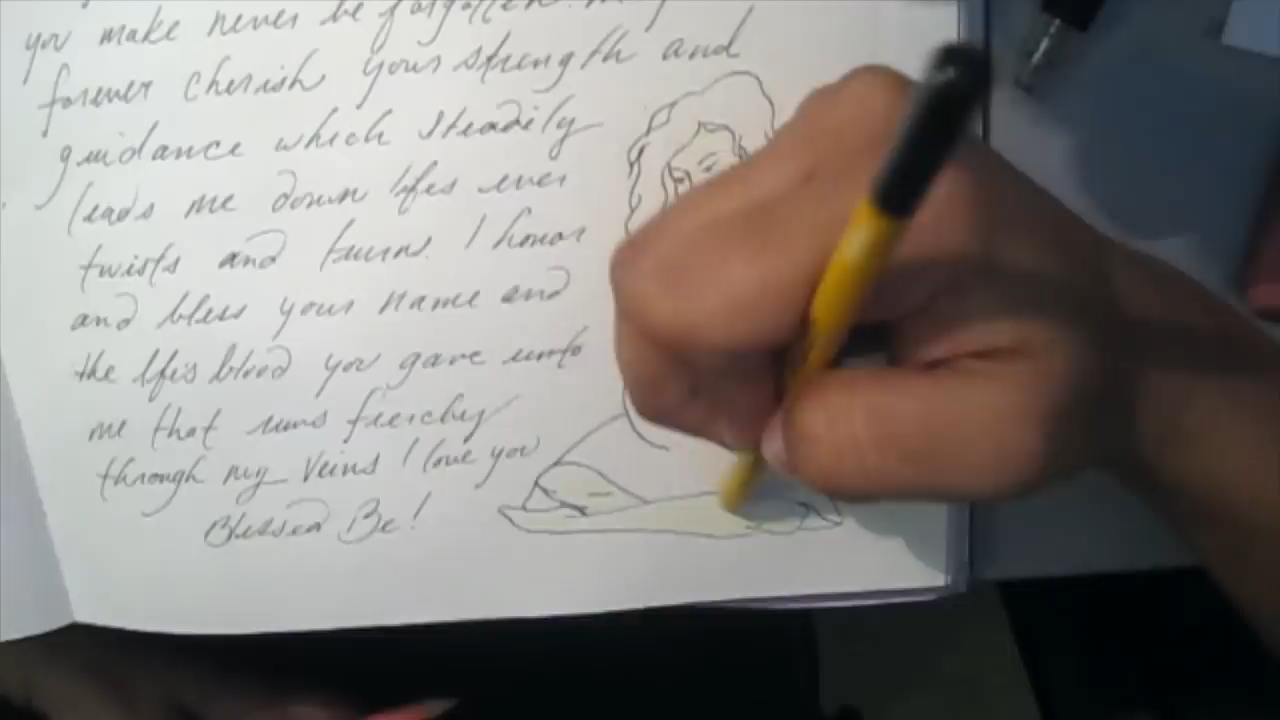 you make never be forgotten. may
forever cherish your strength and
guidance which steadily
leads me down lifes ever
twists and turns. I honor
and bless your name and
the lifes blood you gave unto
me that runs fiercly
through my veins I love you
Blessed Be!